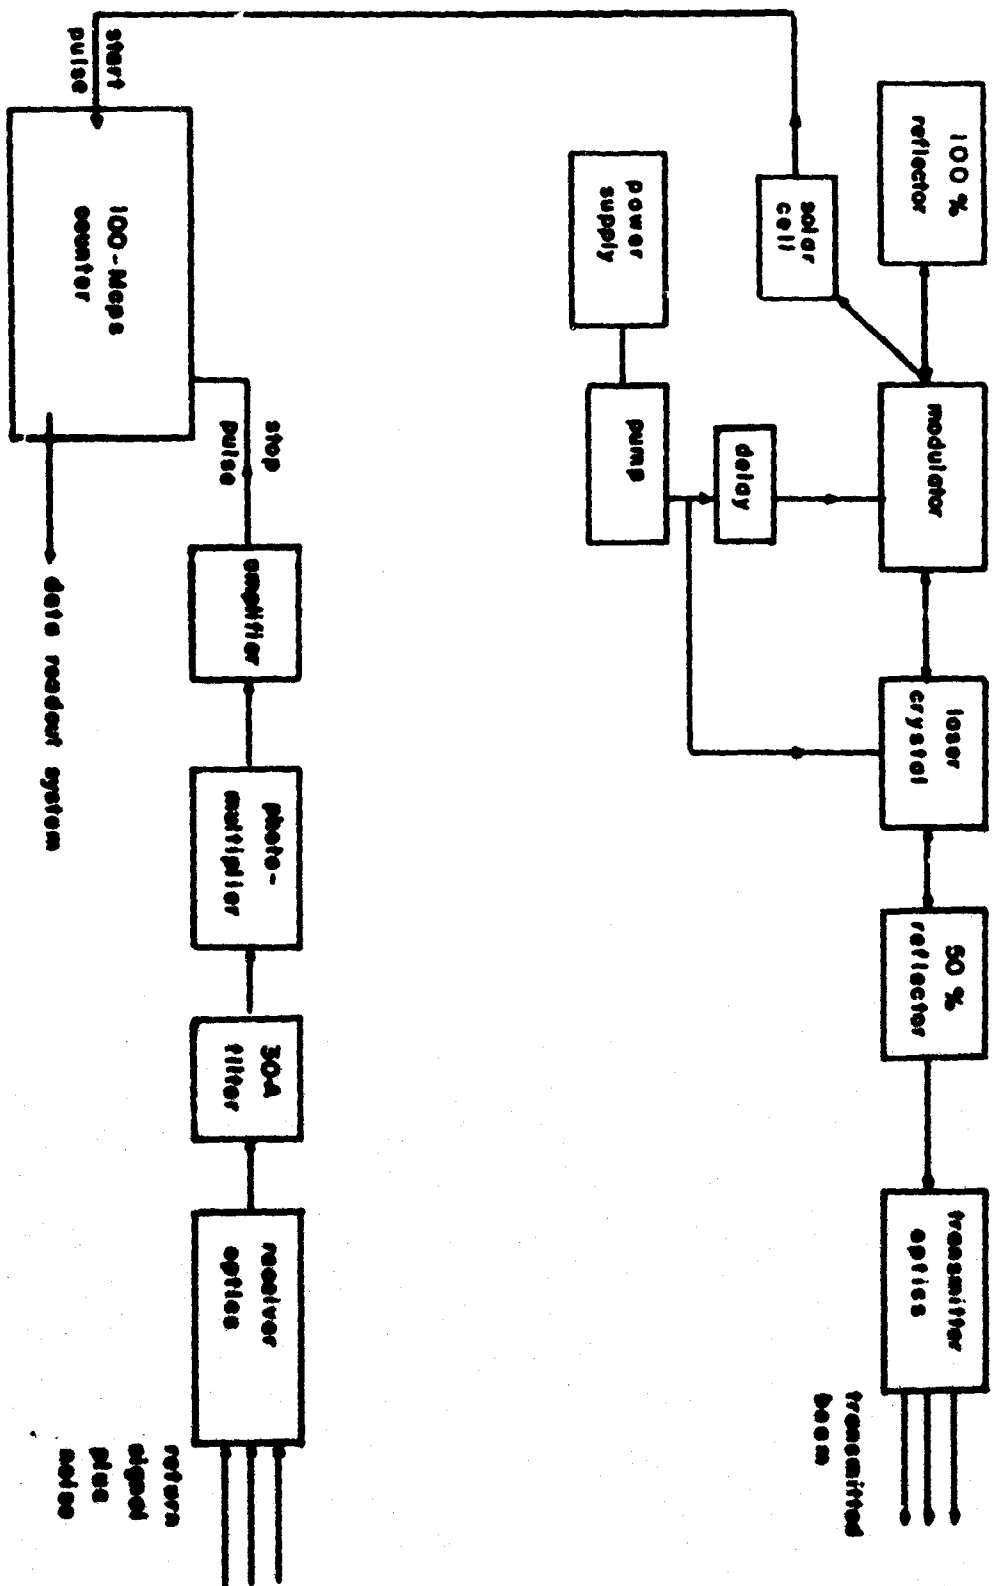 100%
reflector
modulator
laser
crystal
50%
reflector
transmitter
optics
transmitted
beam
solar
cell
delay
power
supply
pump
start
pulse
100-Mcps
counter
stop
pulse
amplifier
photo-
multiplier
30Å
filter
receiver
optics
return
signal
plus
noise
data readout system